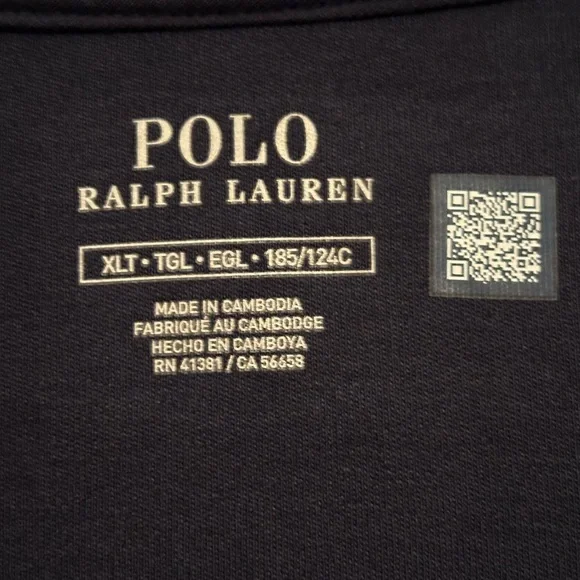 POLO
RALPH LAUREN
XLT • TGL • EGL • 185/124C
MADE IN CAMBODIA
FABRIQUÉ AU CAMBODGE
HECHO EN CAMBOYA
RN 41381 / CA 56658